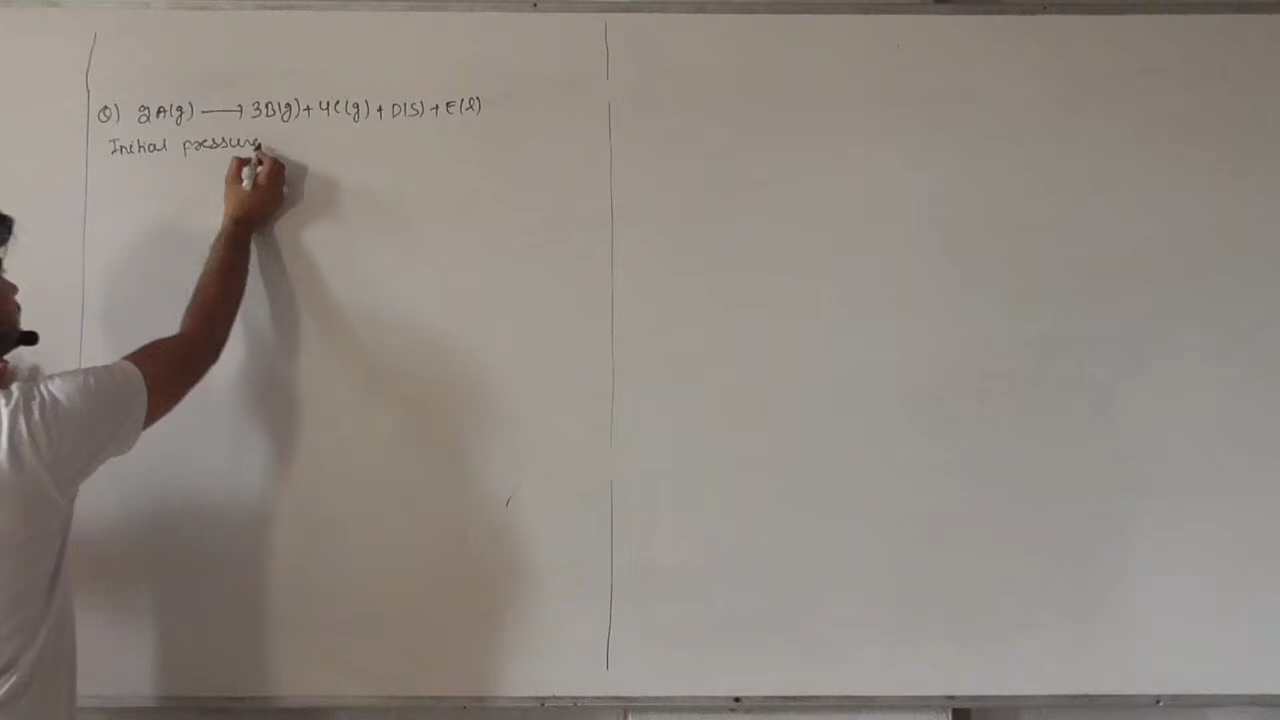 Q) 2A(g) ⟶ 3B(g) + 4C(g) + D(s) + E(l)
Initial pressure